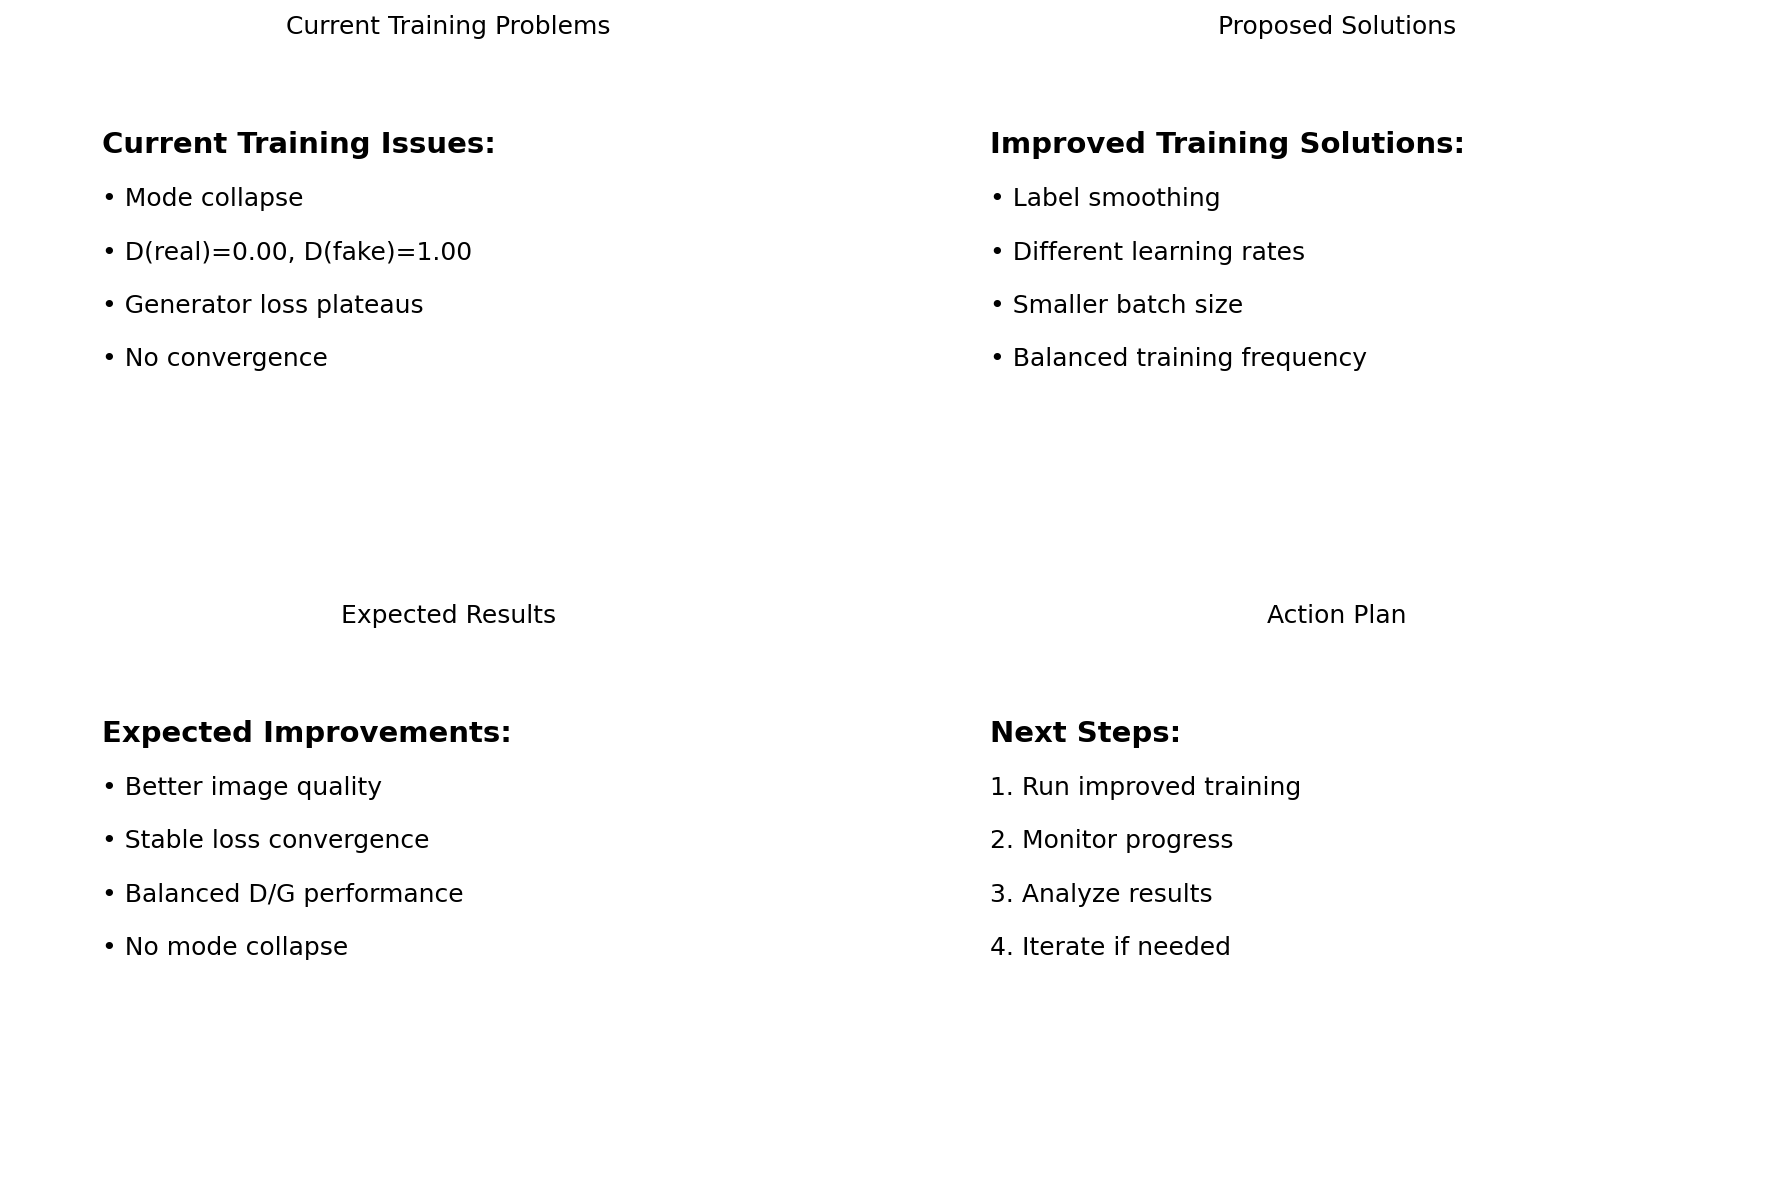 Current Training Problems
Current Training Issues:
• Mode collapse
• D(real)=0.00, D(fake)=1.00
• Generator loss plateaus
• No convergence
Proposed Solutions
Improved Training Solutions:
• Label smoothing
• Different learning rates
• Smaller batch size
• Balanced training frequency
Expected Results
Expected Improvements:
• Better image quality
• Stable loss convergence
• Balanced D/G performance
• No mode collapse
Action Plan
Next Steps:
1. Run improved training
2. Monitor progress
3. Analyze results
4. Iterate if needed